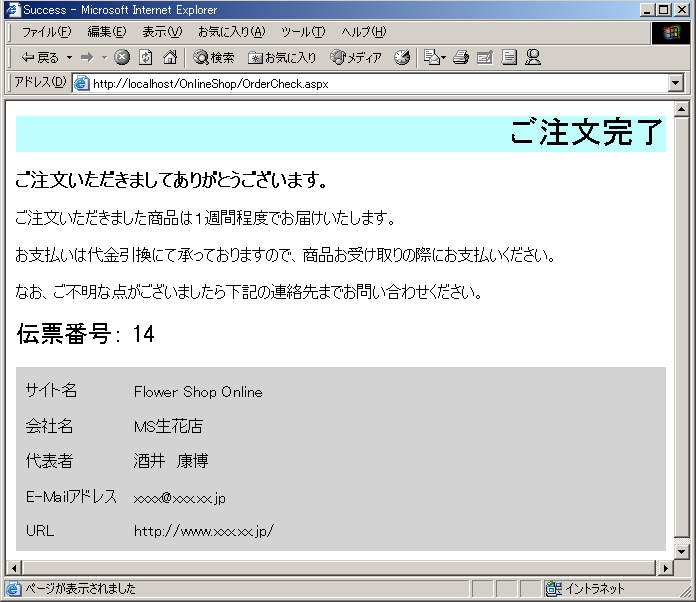 Success - Microsoft Internet Explorer
ファイル(F) 編集(E) 表示(V) お気に入り(A) ツール(T) ヘルプ(H)
戻る 検索 お気に入り メディア
アドレス(D) http://localhost/OnlineShop/OrderCheck.aspx
ご注文完了
ご注文いただきましてありがとうございます。
ご注文いただきました商品は１週間程度でお届けいたします。
お支払いは代金引換にて承っておりますので、商品お受け取りの際にお支払いください。
なお、ご不明な点がございましたら下記の連絡先までお問い合わせください。
伝票番号: 14
サイト名 Flower Shop Online
会社名 MS生花店
代表者 酒井　康博
E-Mailアドレス xxxx@xxx.xx.jp
URL http://www.xxx.xx.jp/
ページが表示されました イントラネット